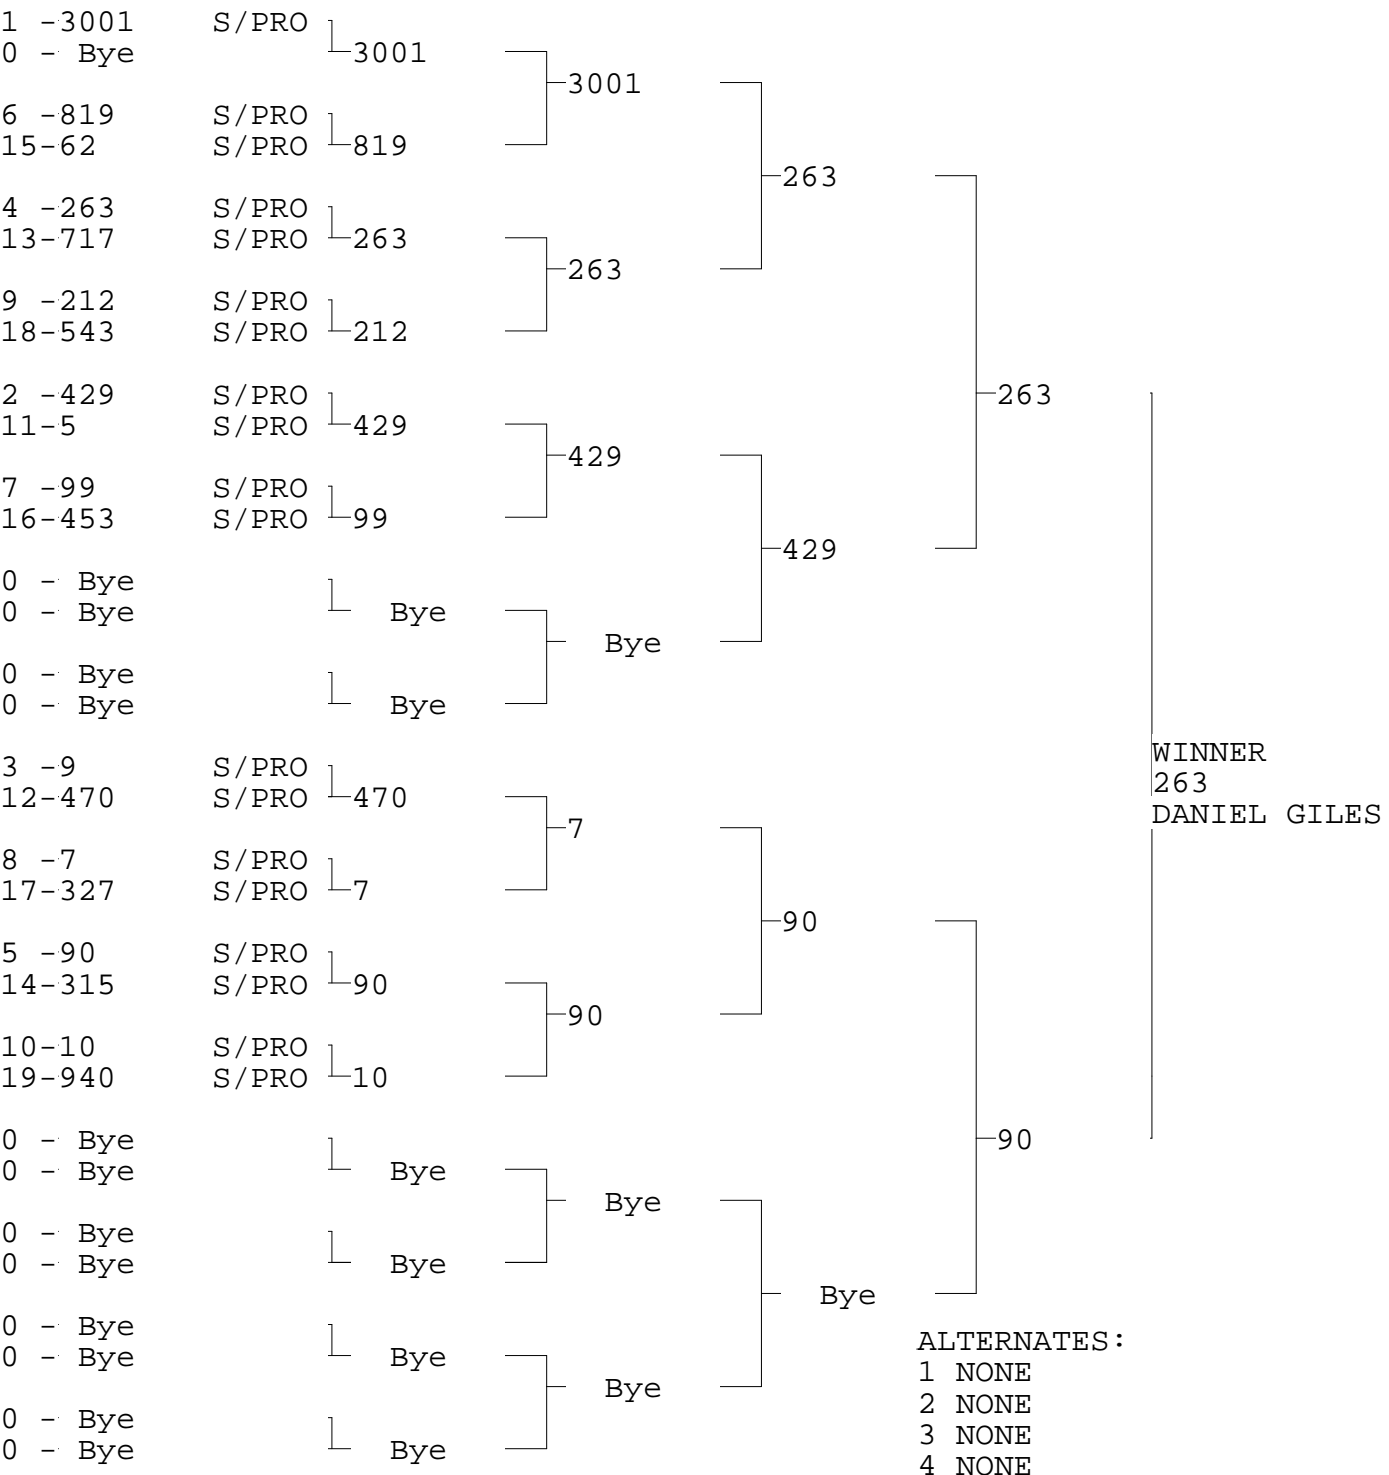 1 -3001 S/PRO
0 - Bye 3001
3001
6 -819 S/PRO
15-62 S/PRO 819
263
4 -263 S/PRO
13-717 S/PRO 263
263
9 -212 S/PRO
18-543 S/PRO 212
2 -429 S/PRO 263
11-5 S/PRO 429
429
7 -99 S/PRO
16-453 S/PRO 99
429
0 - Bye
0 - Bye Bye
Bye
0 - Bye
0 - Bye Bye
WINNER
3 -9 S/PRO
12-470 S/PRO 470 263
DANIEL GILES
7
8 -7 S/PRO
17-327 S/PRO 7
90
5 -90 S/PRO
14-315 S/PRO 90
90
10-10 S/PRO
19-940 S/PRO 10
0 - Bye 90
0 - Bye Bye
Bye
0 - Bye
0 - Bye Bye
Bye
0 - Bye
ALTERNATES:
0 - Bye Bye
1 NONE
Bye
2 NONE
0 - Bye
3 NONE
0 - Bye Bye
4 NONE